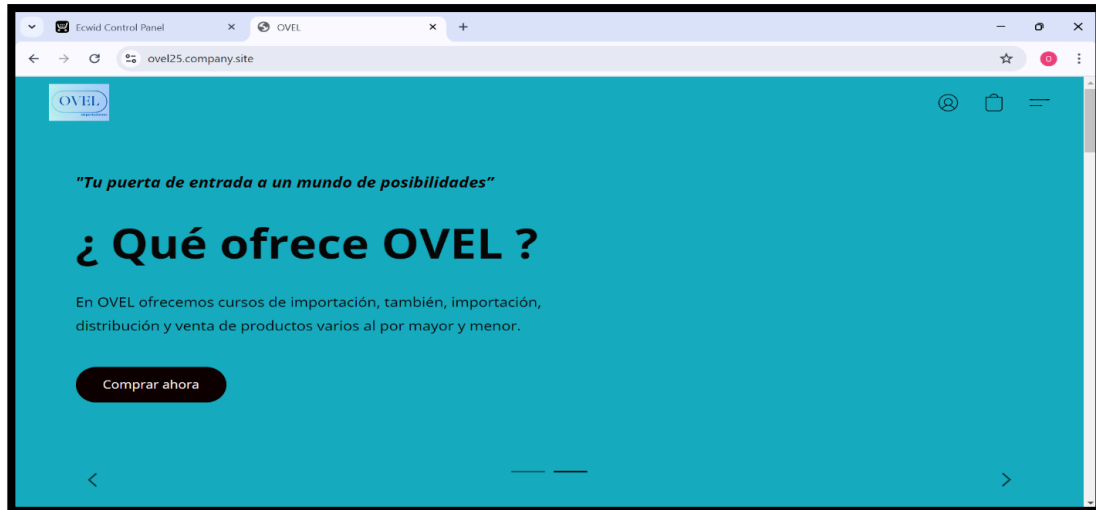 Ecwid Control Panel
OVEL
ovel25.company.site
O
OVEL
"Tu puerta de entrada a un mundo de posibilidades”
¿ Qué ofrece OVEL ?
En OVEL ofrecemos cursos de importación, también, importación,
distribución y venta de productos varios al por mayor y menor.
Comprar ahora